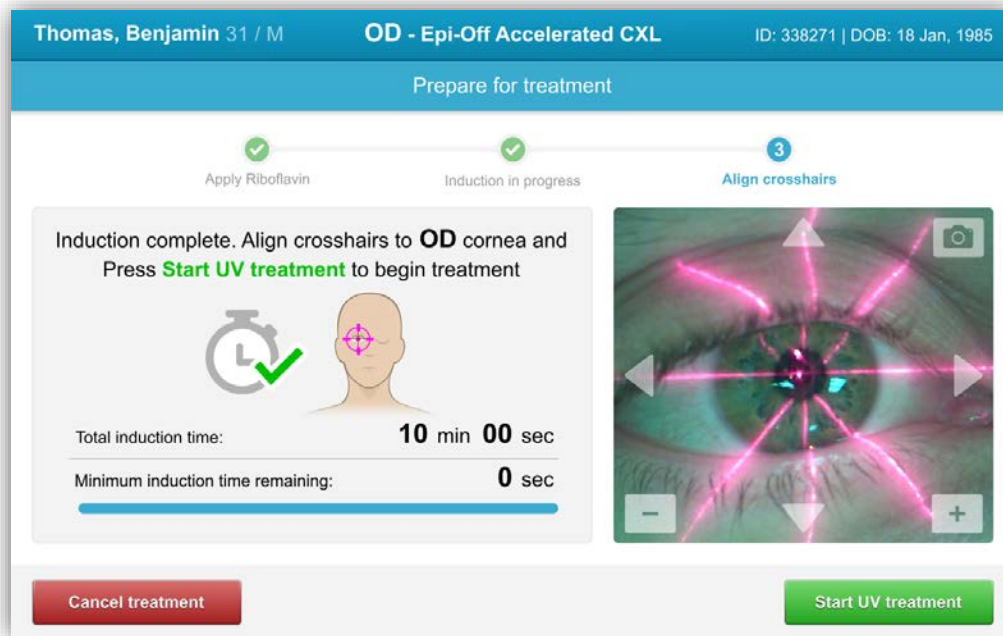 Thomas, Benjamin 31 / M
OD - Epi-Off Accelerated CXL
ID: 338271 | DOB: 18 Jan, 1985
Prepare for treatment
3
Apply Riboflavin
Induction in progress
Align crosshairs
Induction complete. Align crosshairs to OD cornea and
Press Start UV treatment to begin treatment
Total induction time: 10 min 00 sec
Minimum induction time remaining: 0 sec
Cancel treatment
Start UV treatment